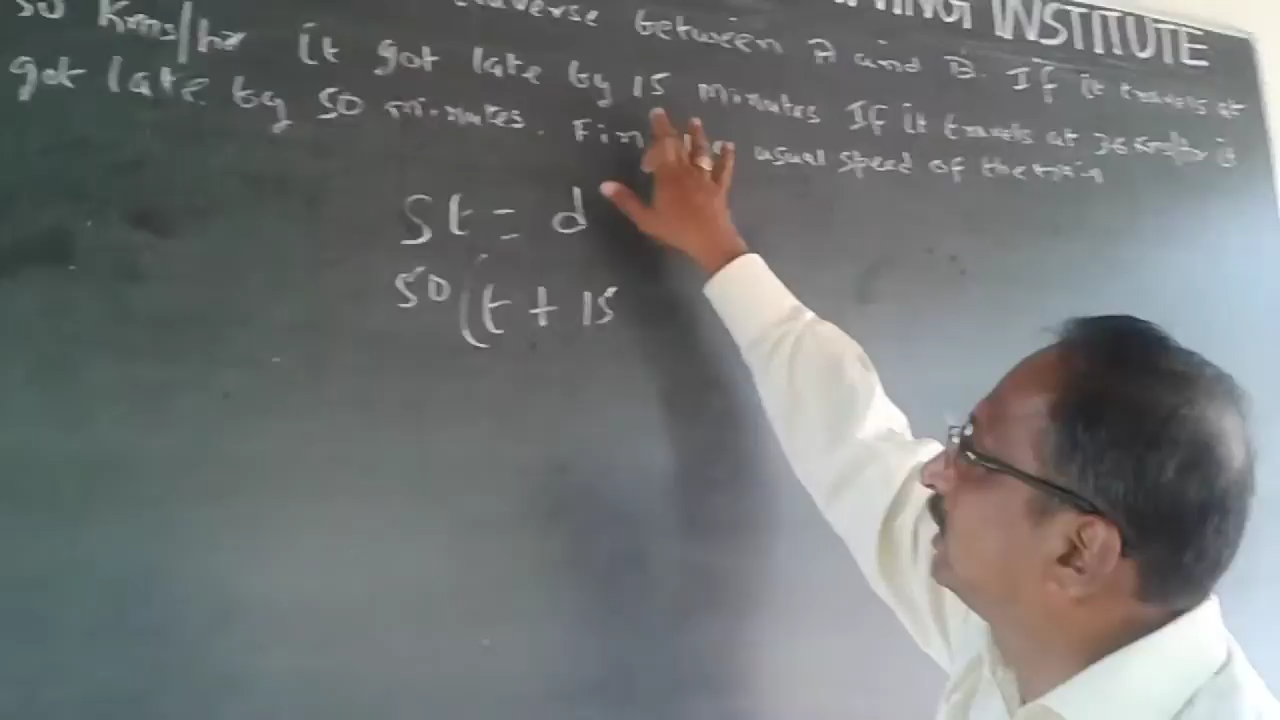 INSTITUTE
between A and B. If it travels at
50 Kms/hr it got late by 15 minutes If it travels at 36 Km/hr it
got late by 50 minutes. Find usual speed of the train
St = d
50 (t + 15